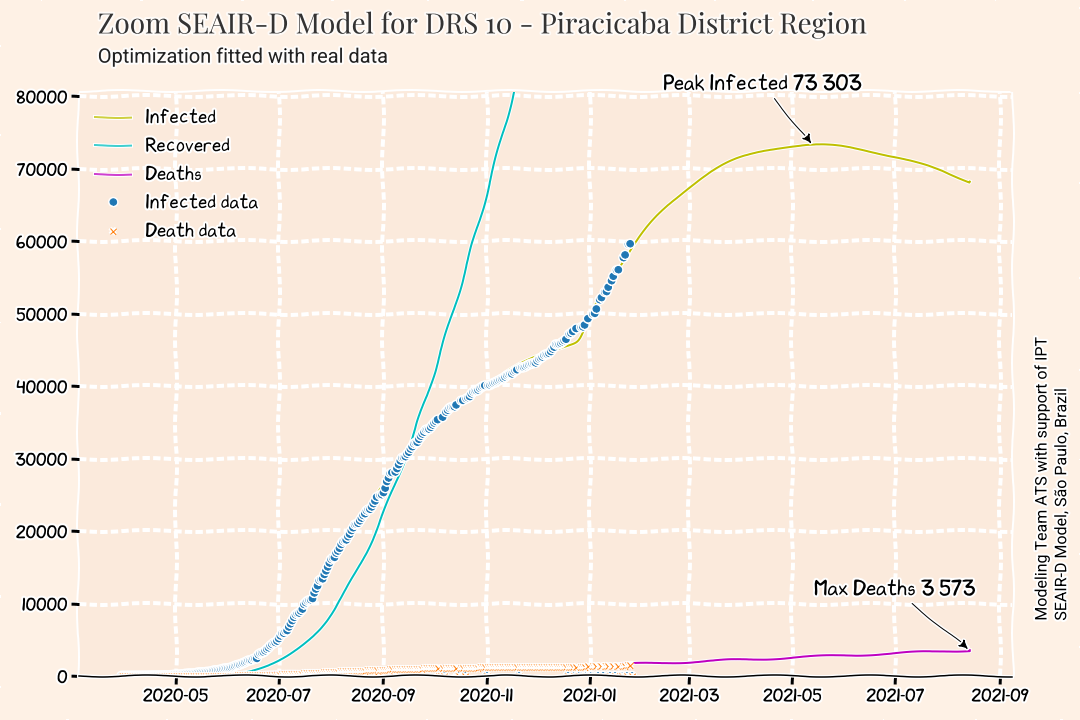 Zoom SEAIR-D Model for DRS 10 - Piracicaba District Region
Optimization fitted with real data
Peak Infected 73 303
80000
70000
60000
50000
40000
30000
20000
10000
0
Infected
Recovered
Deaths
Infected data
Death data
Max Deaths 3 573
2020-05
2020-07
2020-09
2020-11
2021-01
2021-03
2021-05
2021-07
2021-09
Modeling Team ATS with support of IPT
SEAIR-D Model, São Paulo, Brazil